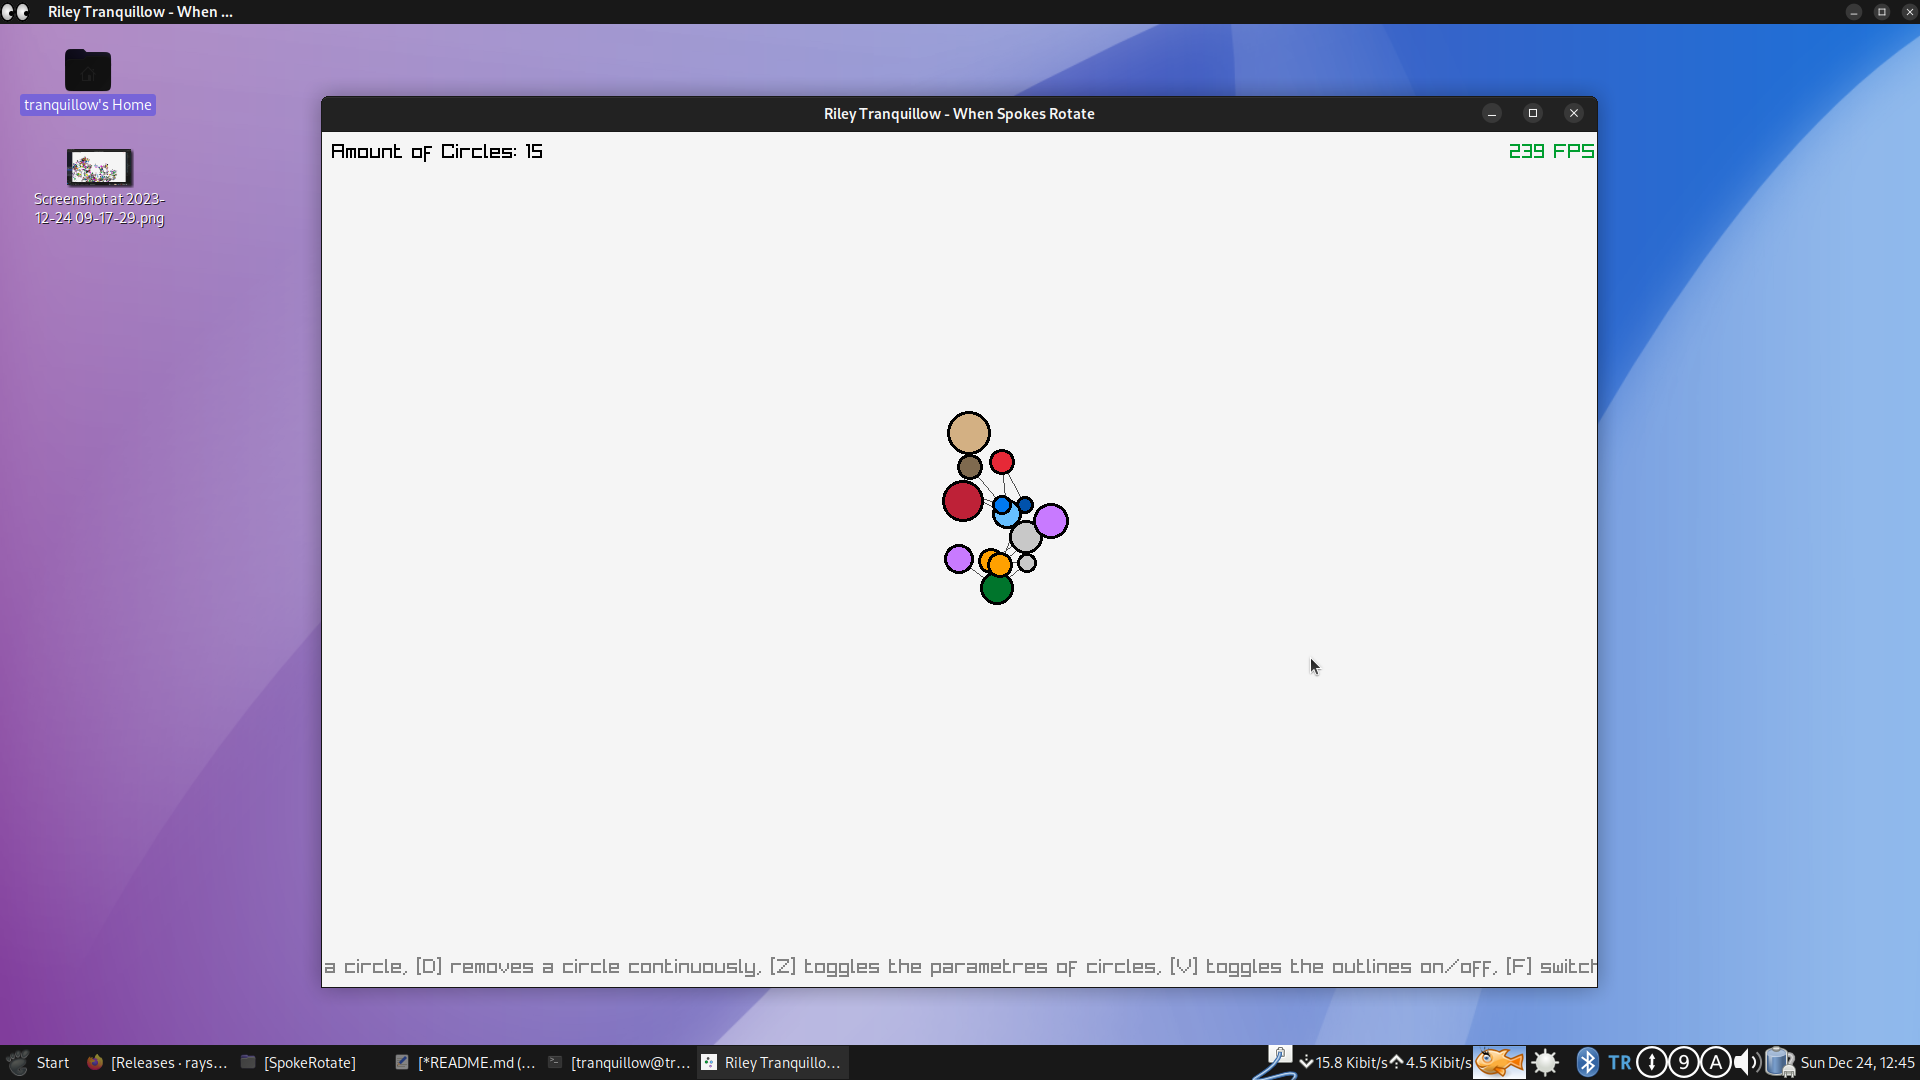 Riley Tranquillow - When ...
tranquillow's Home
Screenshot at 2023-
12-24 09-17-29.png
Riley Tranquillow - When Spokes Rotate
Amount of Circles: 15
239 FPS
a circle, [D] removes a circle continuously, [Z] toggles the parametres of circles, [V] toggles the outlines on/off, [F] switch
Start
[Releases · rays...
[SpokeRotate]
[*README.md (...
[tranquillow@tr...
Riley Tranquillo...
15.8 Kibit/s
4.5 Kibit/s
TR
9
A
Sun Dec 24, 12:45